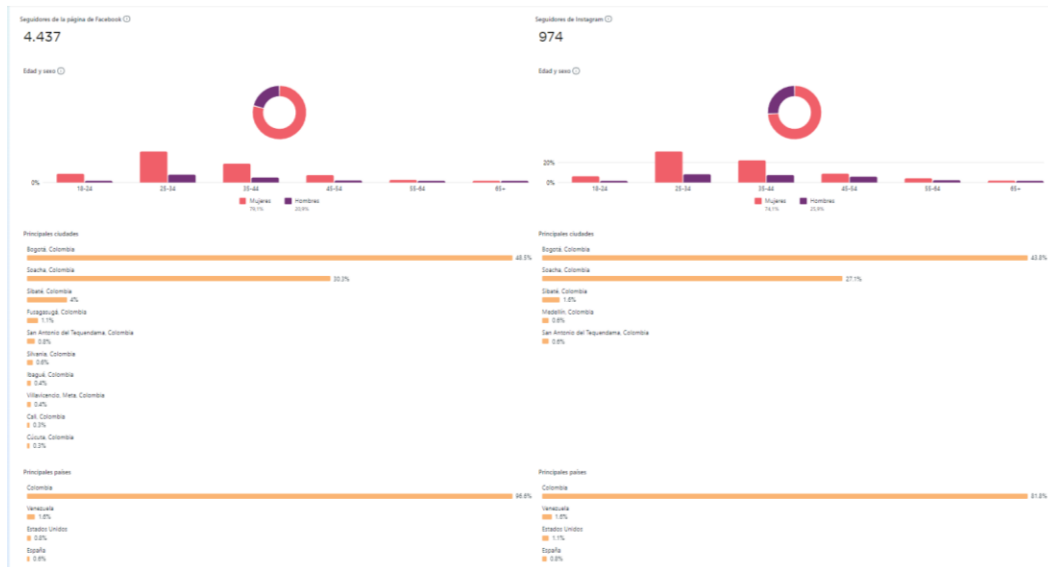 Seguidores de la página de Facebook
4.437
Edad y sexo
0%
18-24 25-34 35-44 45-54 55-64 65+
Mujeres Hombres
20,9%
Principales ciudades
Bogotá, Colombia
48.5%
Soacha, Colombia
30.3%
Sibaté, Colombia
4%
Fusagasugá, Colombia
1.1%
San Antonio del Tequendama, Colombia
0.8%
Silvania, Colombia
0.6%
Ibagué, Colombia
0.4%
Villavicencio, Meta, Colombia
0.4%
Cali, Colombia
0.3%
Cúcuta, Colombia
0.3%
Principales países
Colombia
96.6%
Venezuela
1.6%
Estados Unidos
0.8%
España
0.6%
Seguidores de Instagram
974
Edad y sexo
20%
0%
18-24 25-34 35-44 45-54 55-64 65+
Mujeres Hombres
74,1% 25,9%
Principales ciudades
Bogotá, Colombia
43.8%
Soacha, Colombia
27.1%
Sibaté, Colombia
1.6%
Medellín, Colombia
0.6%
San Antonio del Tequendama, Colombia
0.6%
Principales países
Colombia
81.8%
Venezuela
1.6%
Estados Unidos
1.1%
España
0.8%